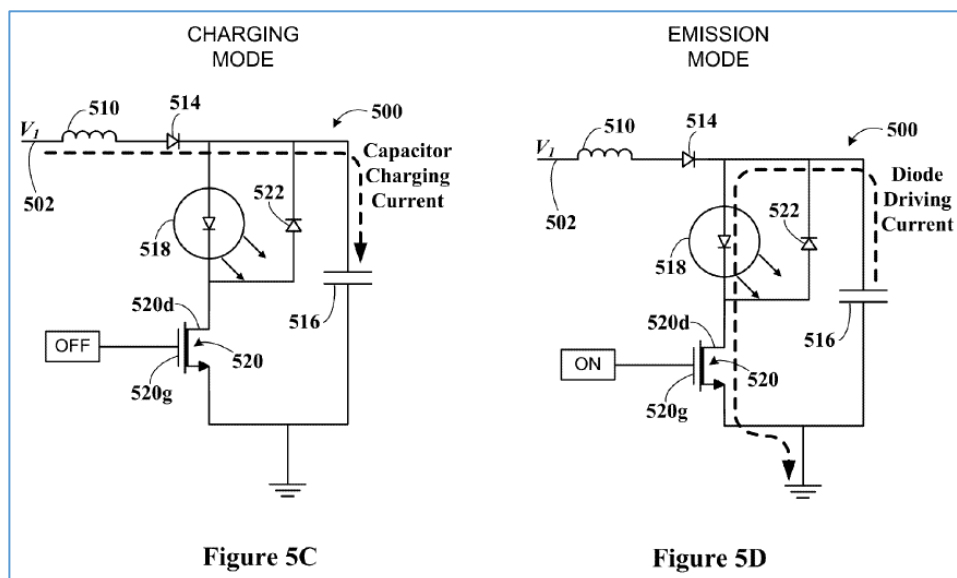 CHARGING
MODE
510
514
500
V1
502
Capacitor
Charging
Current
522
518
516
520d
OFF
520
520g
Figure 5C
EMISSION
MODE
510
514
500
V1
502
Diode
Driving
Current
522
518
516
520d
ON
520
520g
Figure 5D